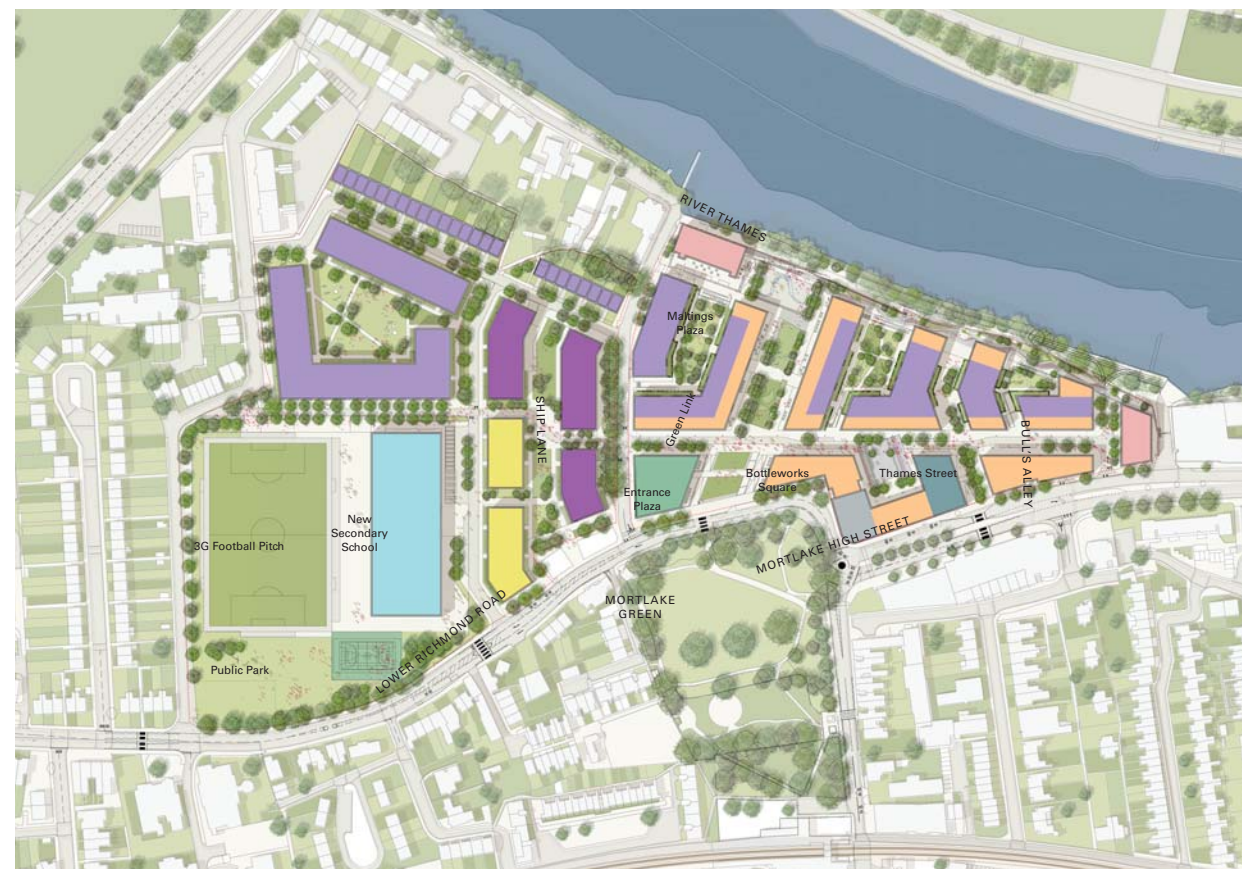 RIVER THAMES
Maltings
Plaza
SHIP LANE
Green Link
BULL'S ALLEY
Bottleworks
Square
Thames Street
Entrance
Plaza
New
Secondary
School
3G Football Pitch
MORTLAKE HIGH STREET
MORTLAKE
GREEN
LOWER RICHMOND ROAD
Public Park